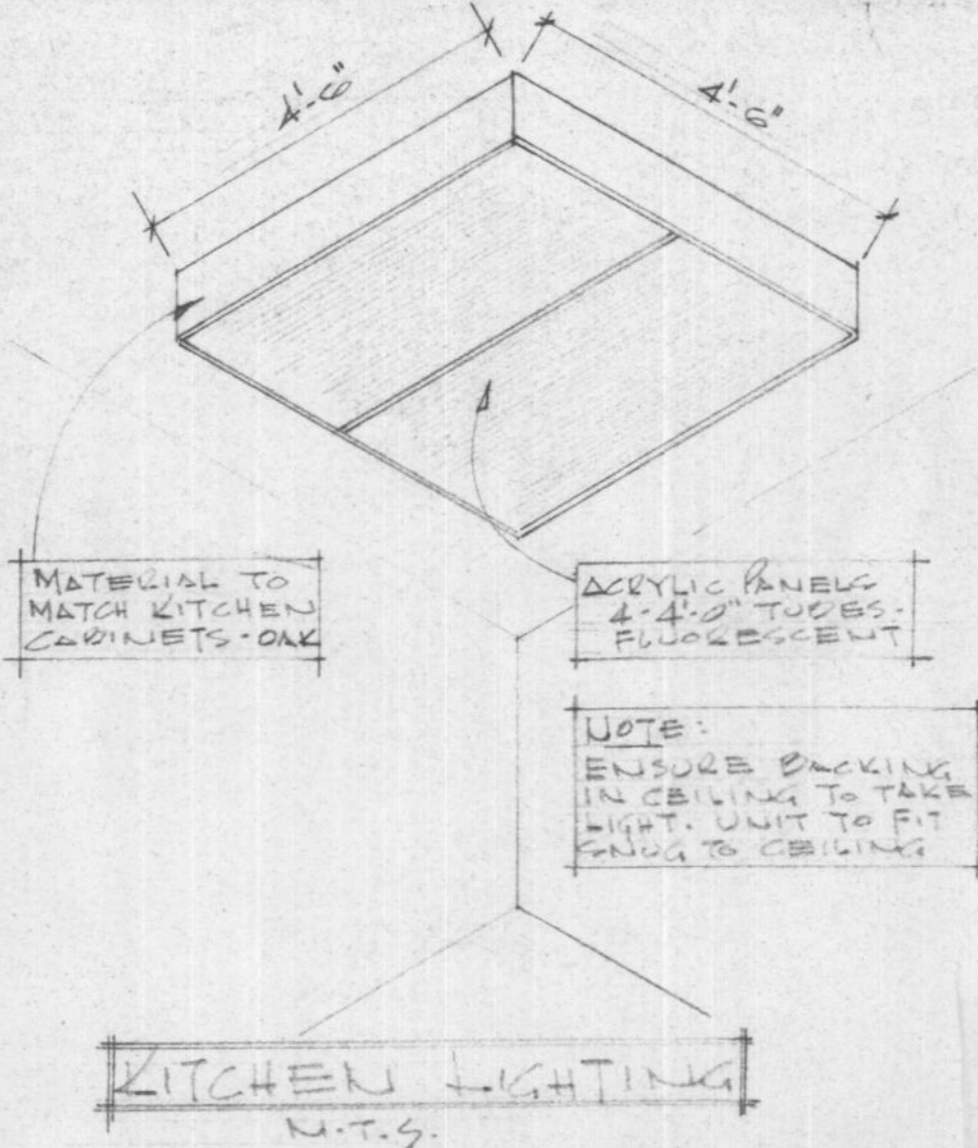 4'-6"
4'-6"
MATERIAL TO
MATCH KITCHEN
CABINETS - OAK
ACRYLIC PANELS
4-4'-0" TUBES -
FLUORESCENT
NOTE:
ENSURE BACKING
IN CEILING TO TAKE
LIGHT. UNIT TO FIT
SNUG TO CEILING
KITCHEN LIGHTING
N.T.S.